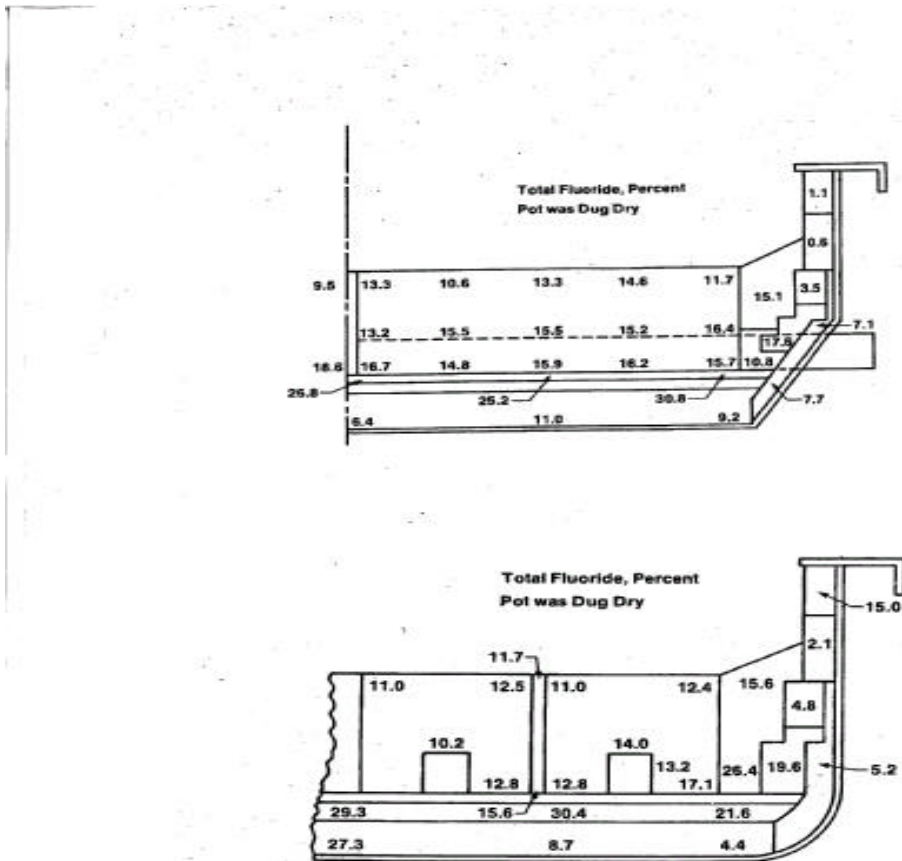 Total Fluoride, Percent
Pot was Dug Dry
1.1
0.6
9.5 13.3 10.6 13.3 14.6 11.7
15.1 3.5
13.2 15.5 15.5 15.2 16.4
7.1
17.8
18.6 16.7 14.8 15.9 16.2 15.7 10.8
25.8 25.2 30.8 7.7
6.4 11.0 9.2
Total Fluoride, Percent
Pot was Dug Dry
15.0
2.1
11.7
11.0 12.5 11.0 12.4 15.6
4.8
10.2 14.0
13.2 26.4 19.6 5.2
12.8 12.8 17.1
29.3 15.6 30.4 21.6
27.3 8.7 4.4